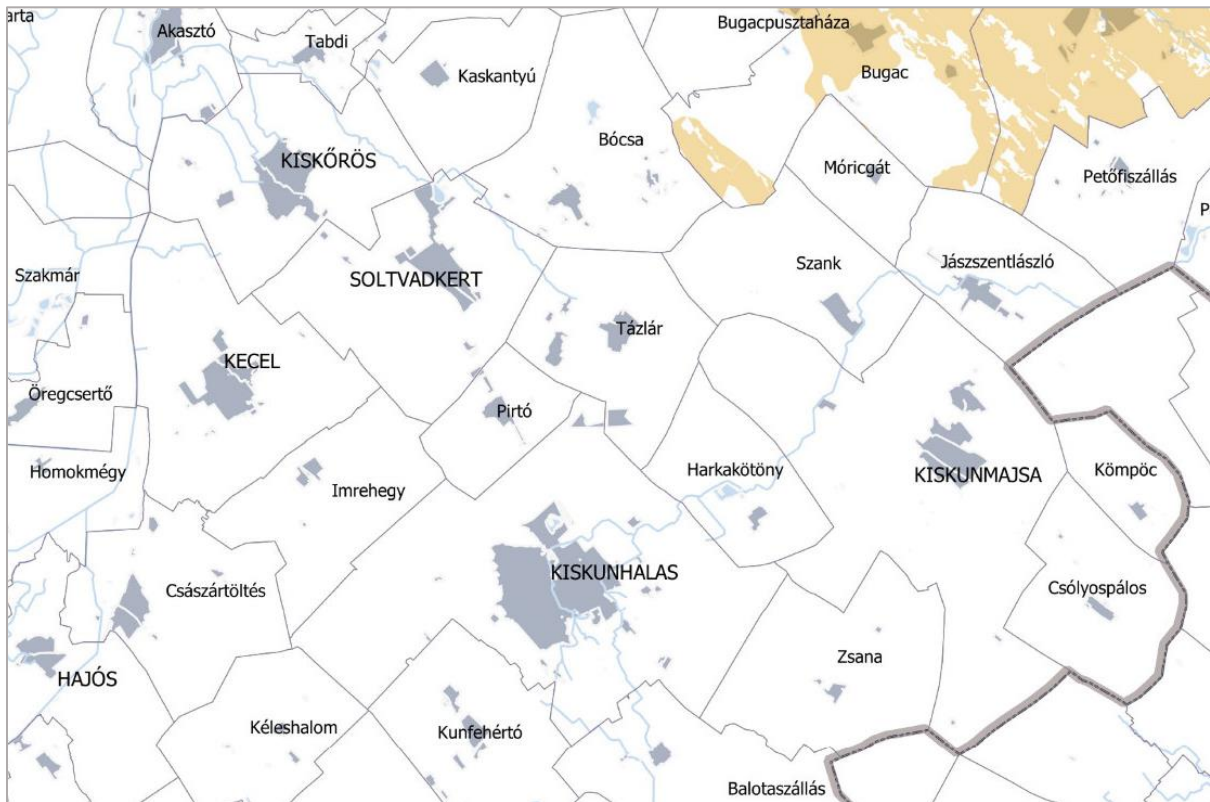 arta
Akasztó
Tabdi
Bugacpusztaháza
Kaskantyú
Bugac
Bócsa
KISKŐRÖS
Móricgát
Petőfiszállás
P
Szakmár
SOLTVADKERT
Szank
Jászszentlászló
Tázlár
KECEL
Öregcsertő
Pirtó
Homokmégy
Imrehegy
Harkakötöny
KISKUNMAJSA
Kömpöc
Császártöltés
KISKUNHALAS
Csólyospálos
HAJÓS
Zsana
Kéleshalom
Kunfehértó
Balotaszállás